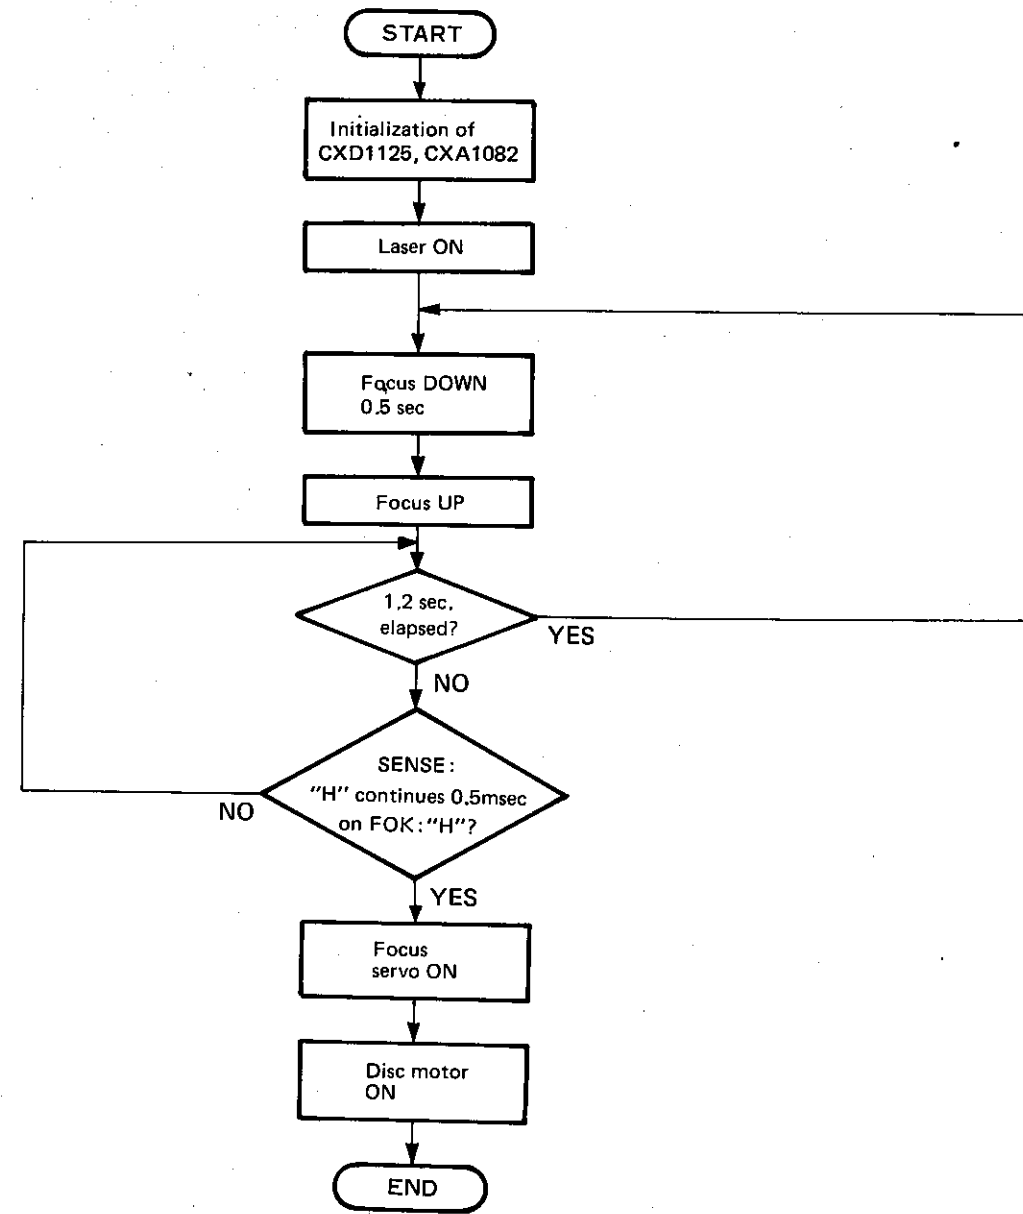 START
Initialization of
CXD1125, CXA1082
Laser ON
Focus DOWN
0.5 sec
Focus UP
1.2 sec.
elapsed?
YES
NO
SENSE:
"H" continues 0.5msec
on FOK: "H"?
NO
YES
Focus
servo ON
Disc motor
ON
END